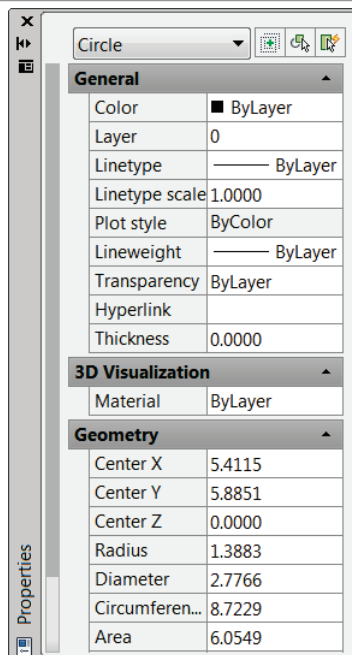 Circle
General
Color ByLayer
Layer 0
Linetype ByLayer
Linetype scale 1.0000
Plot style ByColor
Lineweight ByLayer
Transparency ByLayer
Hyperlink
Thickness 0.0000
3D Visualization
Material ByLayer
Geometry
Center X 5.4115
Center Y 5.8851
Center Z 0.0000
Radius 1.3883
Diameter 2.7766
Circumferen... 8.7229
Area 6.0549
Properties